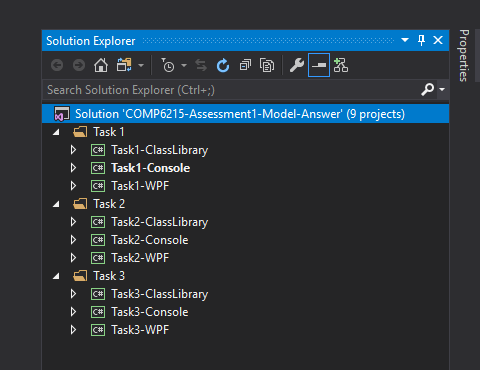 Solution Explorer
Properties
Search Solution Explorer (Ctrl+;)
Solution 'COMP6215-Assessment1-Model-Answer' (9 projects)
Task 1
C# Task1-ClassLibrary
C# Task1-Console
C# Task1-WPF
Task 2
C# Task2-ClassLibrary
C# Task2-Console
C# Task2-WPF
Task 3
C# Task3-ClassLibrary
C# Task3-Console
C# Task3-WPF